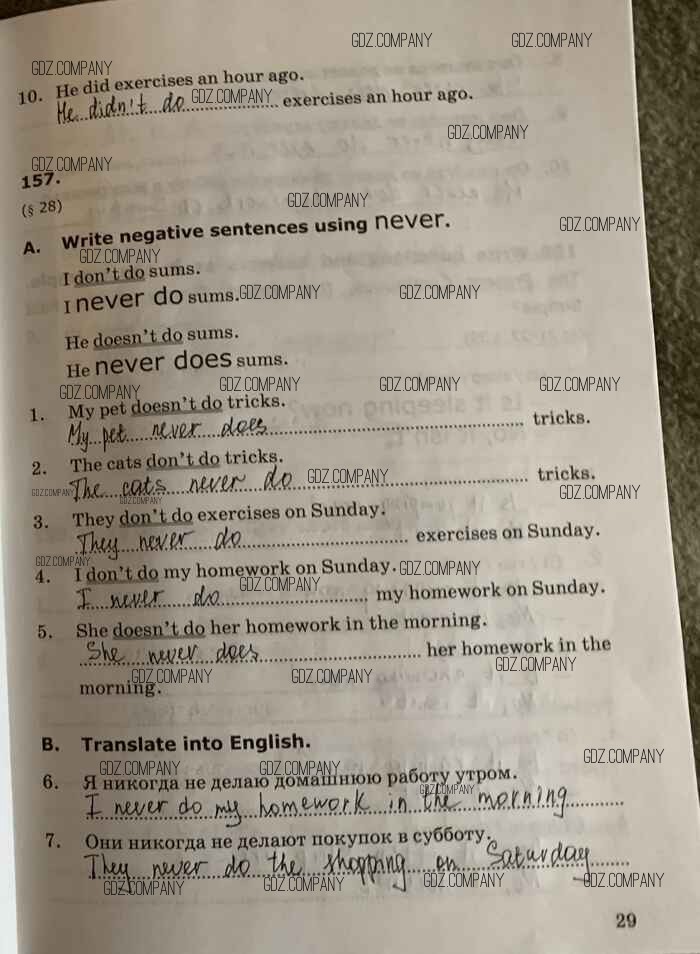 GDZ.COMPANY GDZ.COMPANY
GDZ.COMPANY
10. He did exercises an hour ago.
He didn't do GDZ.COMPANY exercises an hour ago.
GDZ.COMPANY
GDZ.COMPANY
157.
(§ 28)
GDZ.COMPANY
GDZ.COMPANY
A. Write negative sentences using never.
GDZ.COMPANY
I don't do sums.
I never do sums. GDZ.COMPANY GDZ.COMPANY
He doesn't do sums.
He never does sums.
GDZ.COMPANY GDZ.COMPANY GDZ.COMPANY GDZ.COMPANY
1. My pet doesn't do tricks.
My pet never does tricks.
2. The cats don't do tricks.
GDZ.COMPANY The cats never do GDZ.COMPANY tricks.
GDZ.COMPANY GDZ.COMPANY
3. They don't do exercises on Sunday.
They never do exercises on Sunday.
GDZ.COMPANY
4. I don't do my homework on Sunday. GDZ.COMPANY
GDZ.COMPANY
I never do my homework on Sunday.
5. She doesn't do her homework in the morning.
She never does her homework in the
GDZ.COMPANY GDZ.COMPANY GDZ.COMPANY
morning.
B. Translate into English.
GDZ.COMPANY
GDZ.COMPANY GDZ.COMPANY
6. Я никогда не делаю домашнюю работу утром.
GDZ.COMPANY
I never do my homework in the morning
7. Они никогда не делают покупок в субботу.
They never do the shopping on Saturday
GDZ.COMPANY GDZ.COMPANY GDZ.COMPANY GDZ.COMPANY
29